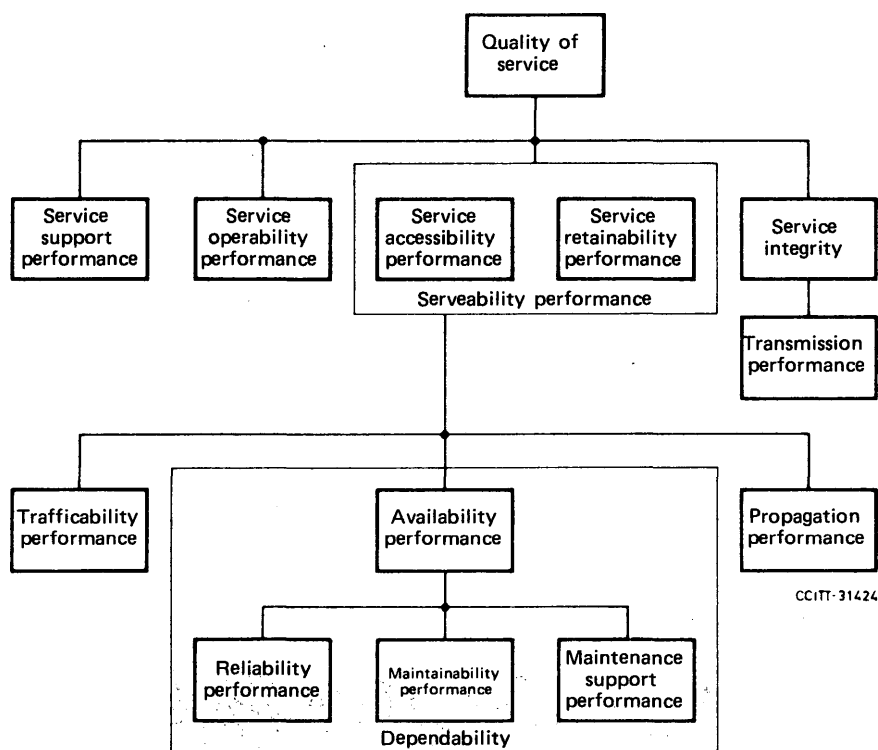 Quality of
service
Service
support
performance
Service
operability
performance
Service
accessibility
performance
Service
retainability
performance
Serveability performance
Service
integrity
Transmission
performance
Trafficability
performance
Availability
performance
Propagation
performance
CCITT-31424
Reliability
performance
Maintainability
performance
Maintenance
support
performance
Dependability